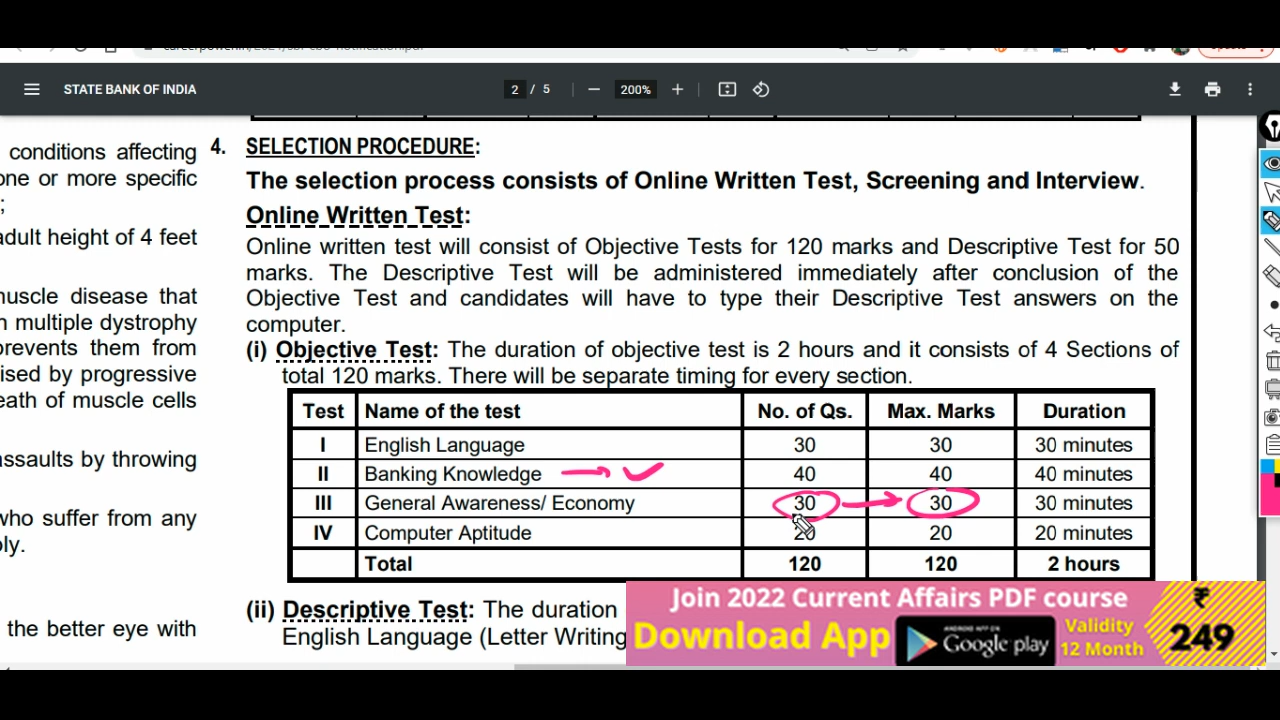 STATE BANK OF INDIA
2 / 5
200%
conditions affecting
one or more specific
;
adult height of 4 feet
muscle disease that
multiple dystrophy
prevents them from
ised by progressive
eath of muscle cells
assaults by throwing
who suffer from any
ply.
the better eye with
4. SELECTION PROCEDURE:
The selection process consists of Online Written Test, Screening and Interview.
Online Written Test:
Online written test will consist of Objective Tests for 120 marks and Descriptive Test for 50
marks. The Descriptive Test will be administered immediately after conclusion of the
Objective Test and candidates will have to type their Descriptive Test answers on the
computer.
(i) Objective Test: The duration of objective test is 2 hours and it consists of 4 Sections of
total 120 marks. There will be separate timing for every section.
Test Name of the test No. of Qs. Max. Marks Duration
I English Language 30 30 30 minutes
II Banking Knowledge 40 40 40 minutes
III General Awareness/ Economy 30 30 30 minutes
IV Computer Aptitude 20 20 20 minutes
Total 120 120 2 hours
(ii) Descriptive Test: The duration
English Language (Letter Writing
Join 2022 Current Affairs PDF course
Download App
ANDROID APP ON
Google play
Validity
12 Month
₹
249